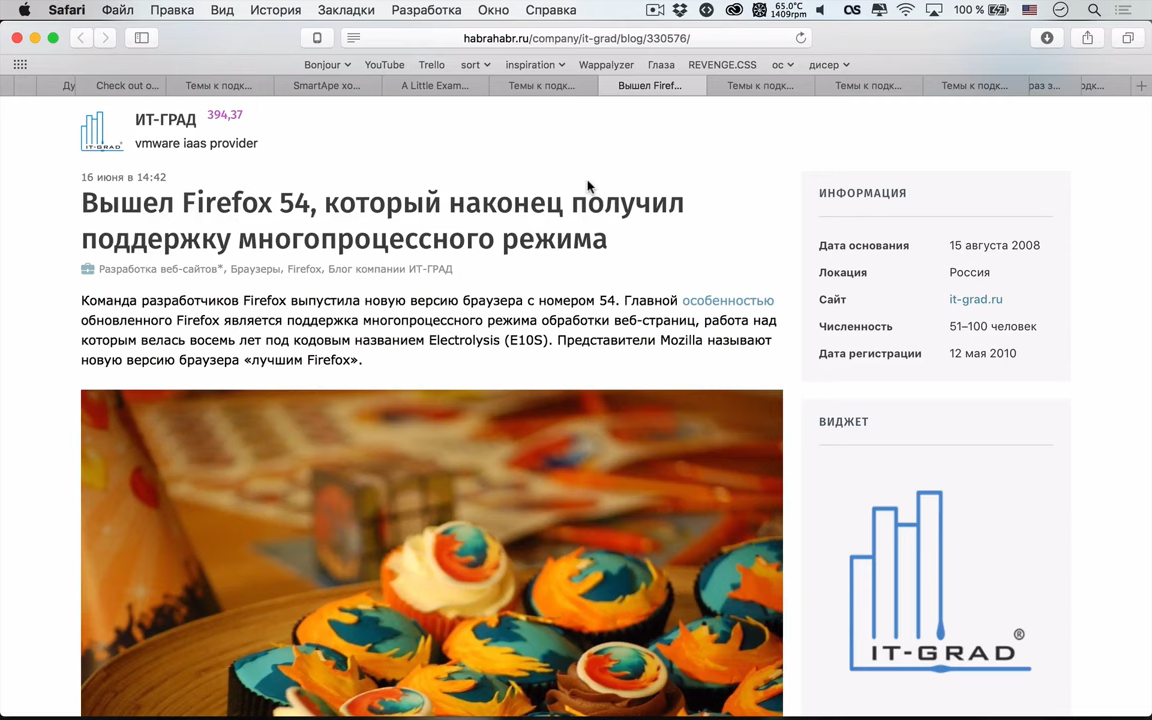 Safari Файл Правка Вид История Закладки Разработка Окно Справка 65.0°C 1409rpm 100 %
habrahabr.ru/company/it-grad/blog/330576/
Bonjour YouTube Trello sort inspiration Wappalyzer Глаза REVENGE.CSS ос дисер
Ду Check out o... Темы к подк... SmartApe хо... A Little Exam... Темы к подк... Вышел Firef... Темы к подк... Темы к подк... Темы к подк... раз э... одк...
ИТ-ГРАД 394,37
vmware iaas provider
IT-GRAD
16 июня в 14:42
Вышел Firefox 54, который наконец получил
поддержку многопроцессного режима
Разработка веб-сайтов*, Браузеры, Firefox, Блог компании ИТ-ГРАД
Команда разработчиков Firefox выпустила новую версию браузера с номером 54. Главной особенностью
обновленного Firefox является поддержка многопроцессного режима обработки веб-страниц, работа над
которым велась восемь лет под кодовым названием Electrolysis (E10S). Представители Mozilla называют
новую версию браузера «лучшим Firefox».
ИНФОРМАЦИЯ
Дата основания 15 августа 2008
Локация Россия
Сайт it-grad.ru
Численность 51–100 человек
Дата регистрации 12 мая 2010
ВИДЖЕТ
IT-GRAD ®